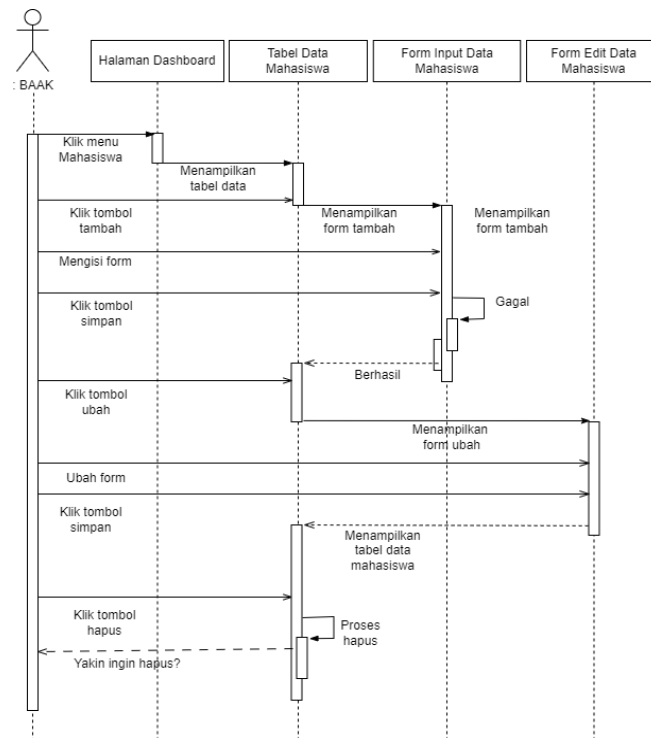 : BAAK
Halaman Dashboard
Tabel Data
Mahasiswa
Form Input Data
Mahasiswa
Form Edit Data
Mahasiswa
Klik menu
Mahasiswa
Menampilkan
tabel data
Klik tombol
tambah
Menampilkan
form tambah
Menampilkan
form tambah
Mengisi form
Klik tombol
simpan
Gagal
Berhasil
Klik tombol
ubah
Menampilkan
form ubah
Ubah form
Klik tombol
simpan
Menampilkan
tabel data
mahasiswa
Klik tombol
hapus
Proses
hapus
Yakin ingin hapus?